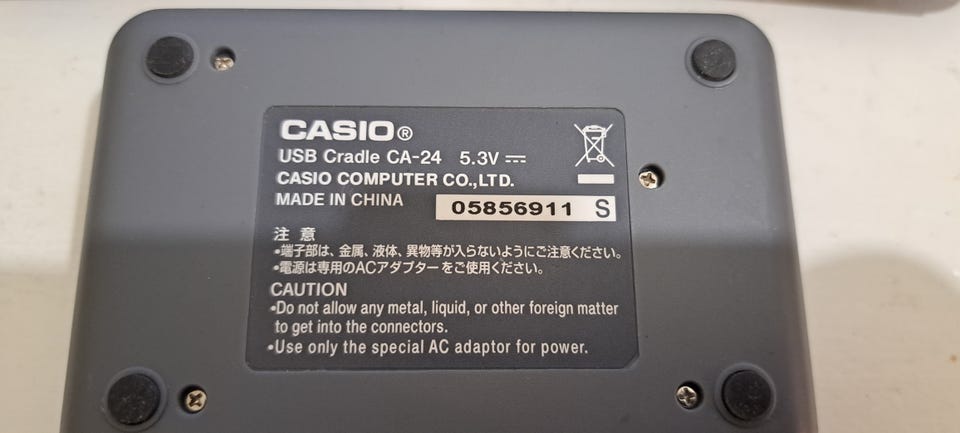 CASIO®
USB Cradle CA-24 5.3V ⎓
CASIO COMPUTER CO.,LTD.
MADE IN CHINA
05856911 S
注 意
•端子部は、金属、液体、異物等が入らないようにご注意ください。
•電源は専用のACアダプターをご使用ください。
CAUTION
•Do not allow any metal, liquid, or other foreign matter
to get into the connectors.
•Use only the special AC adaptor for power.